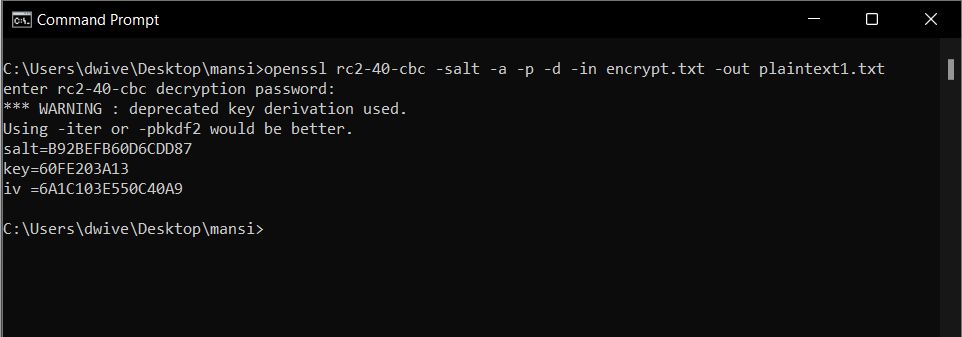 Command Prompt
C:\Users\dwive\Desktop\mansi>openssl rc2-40-cbc -salt -a -p -d -in encrypt.txt -out plaintext1.txt
enter rc2-40-cbc decryption password:
*** WARNING : deprecated key derivation used.
Using -iter or -pbkdf2 would be better.
salt=B92BEFB60D6CDD87
key=60FE203A13
iv =6A1C103E550C40A9
C:\Users\dwive\Desktop\mansi>